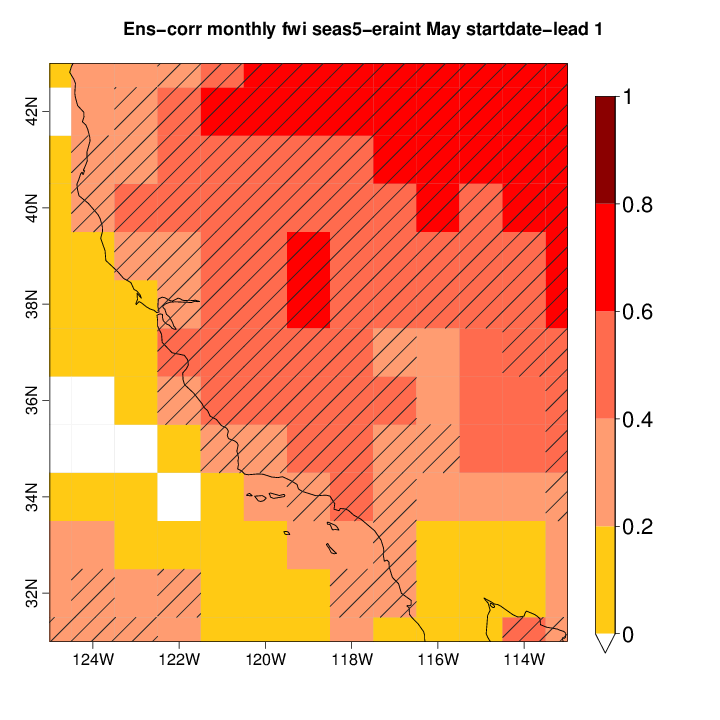 Ens−corr monthly fwi seas5−eraint May startdate−lead 1
42N
40N
38N
36N
34N
32N
124W 122W 120W 118W 116W 114W
1
0.8
0.6
0.4
0.2
0